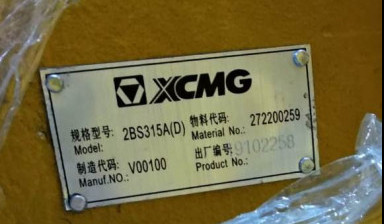 XCMG
规格型号: 2BS315A(D) 物料代码: 272200259
Model: Material No.:
制造代码: V00100 出厂编号: 9102258
Manuf.NO.: Product No.: